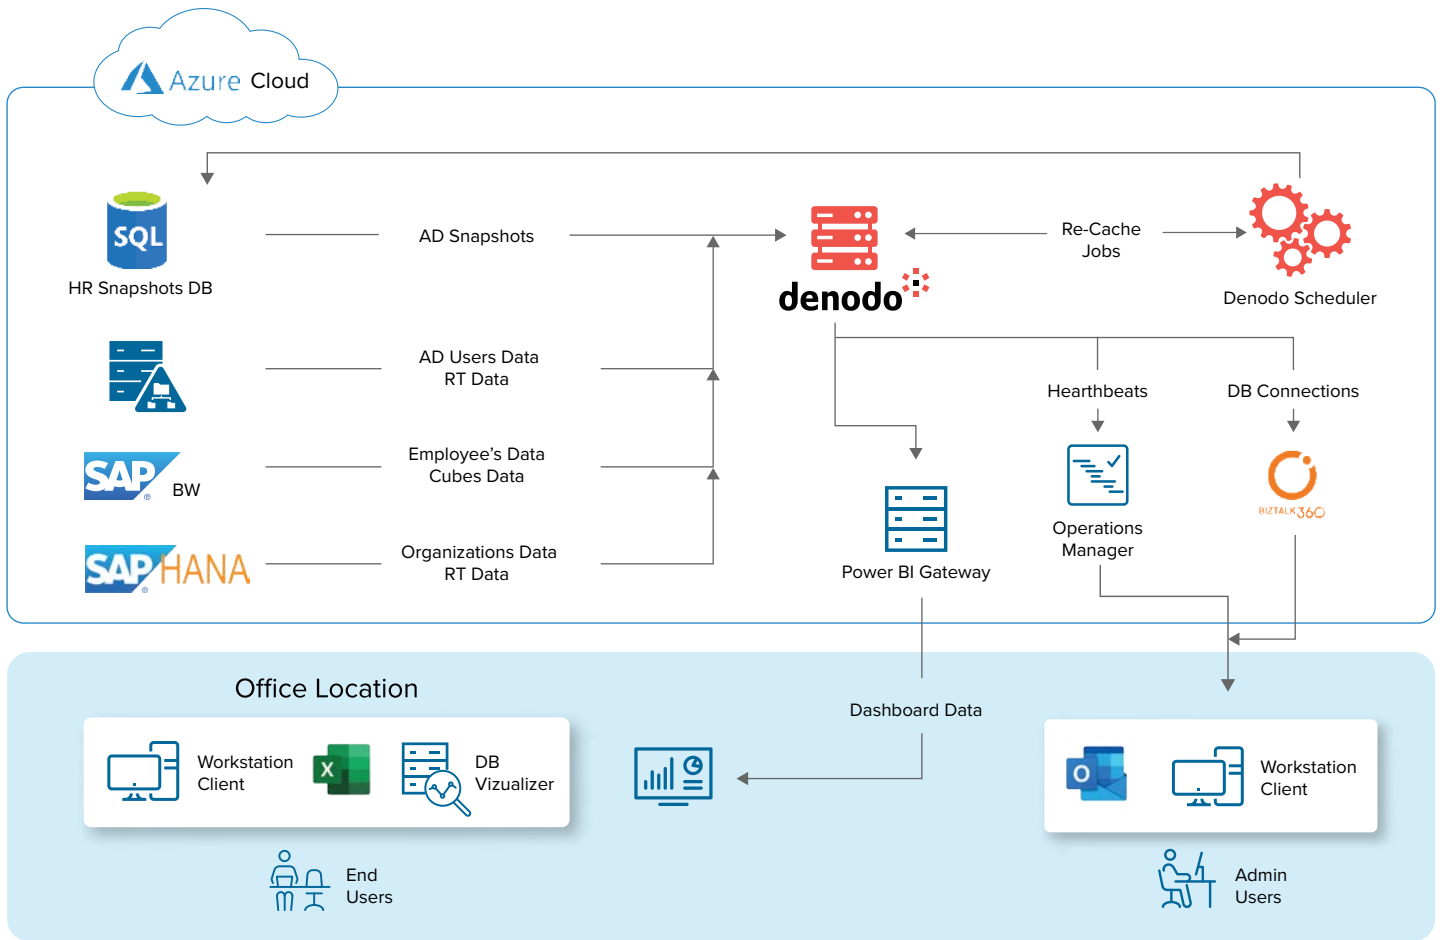 Azure Cloud
SQL
HR Snapshots DB
AD Snapshots
denodo
Re-Cache
Jobs
Denodo Scheduler
AD Users Data
RT Data
SAP® BW
Employee's Data
Cubes Data
SAP® HANA
Organizations Data
RT Data
Hearthbeats
DB Connections
Power BI Gateway
Operations
Manager
BIZTALK360
Office Location
Workstation
Client
X
DB
Vizualizer
Dashboard Data
O
Workstation
Client
End
Users
Admin
Users